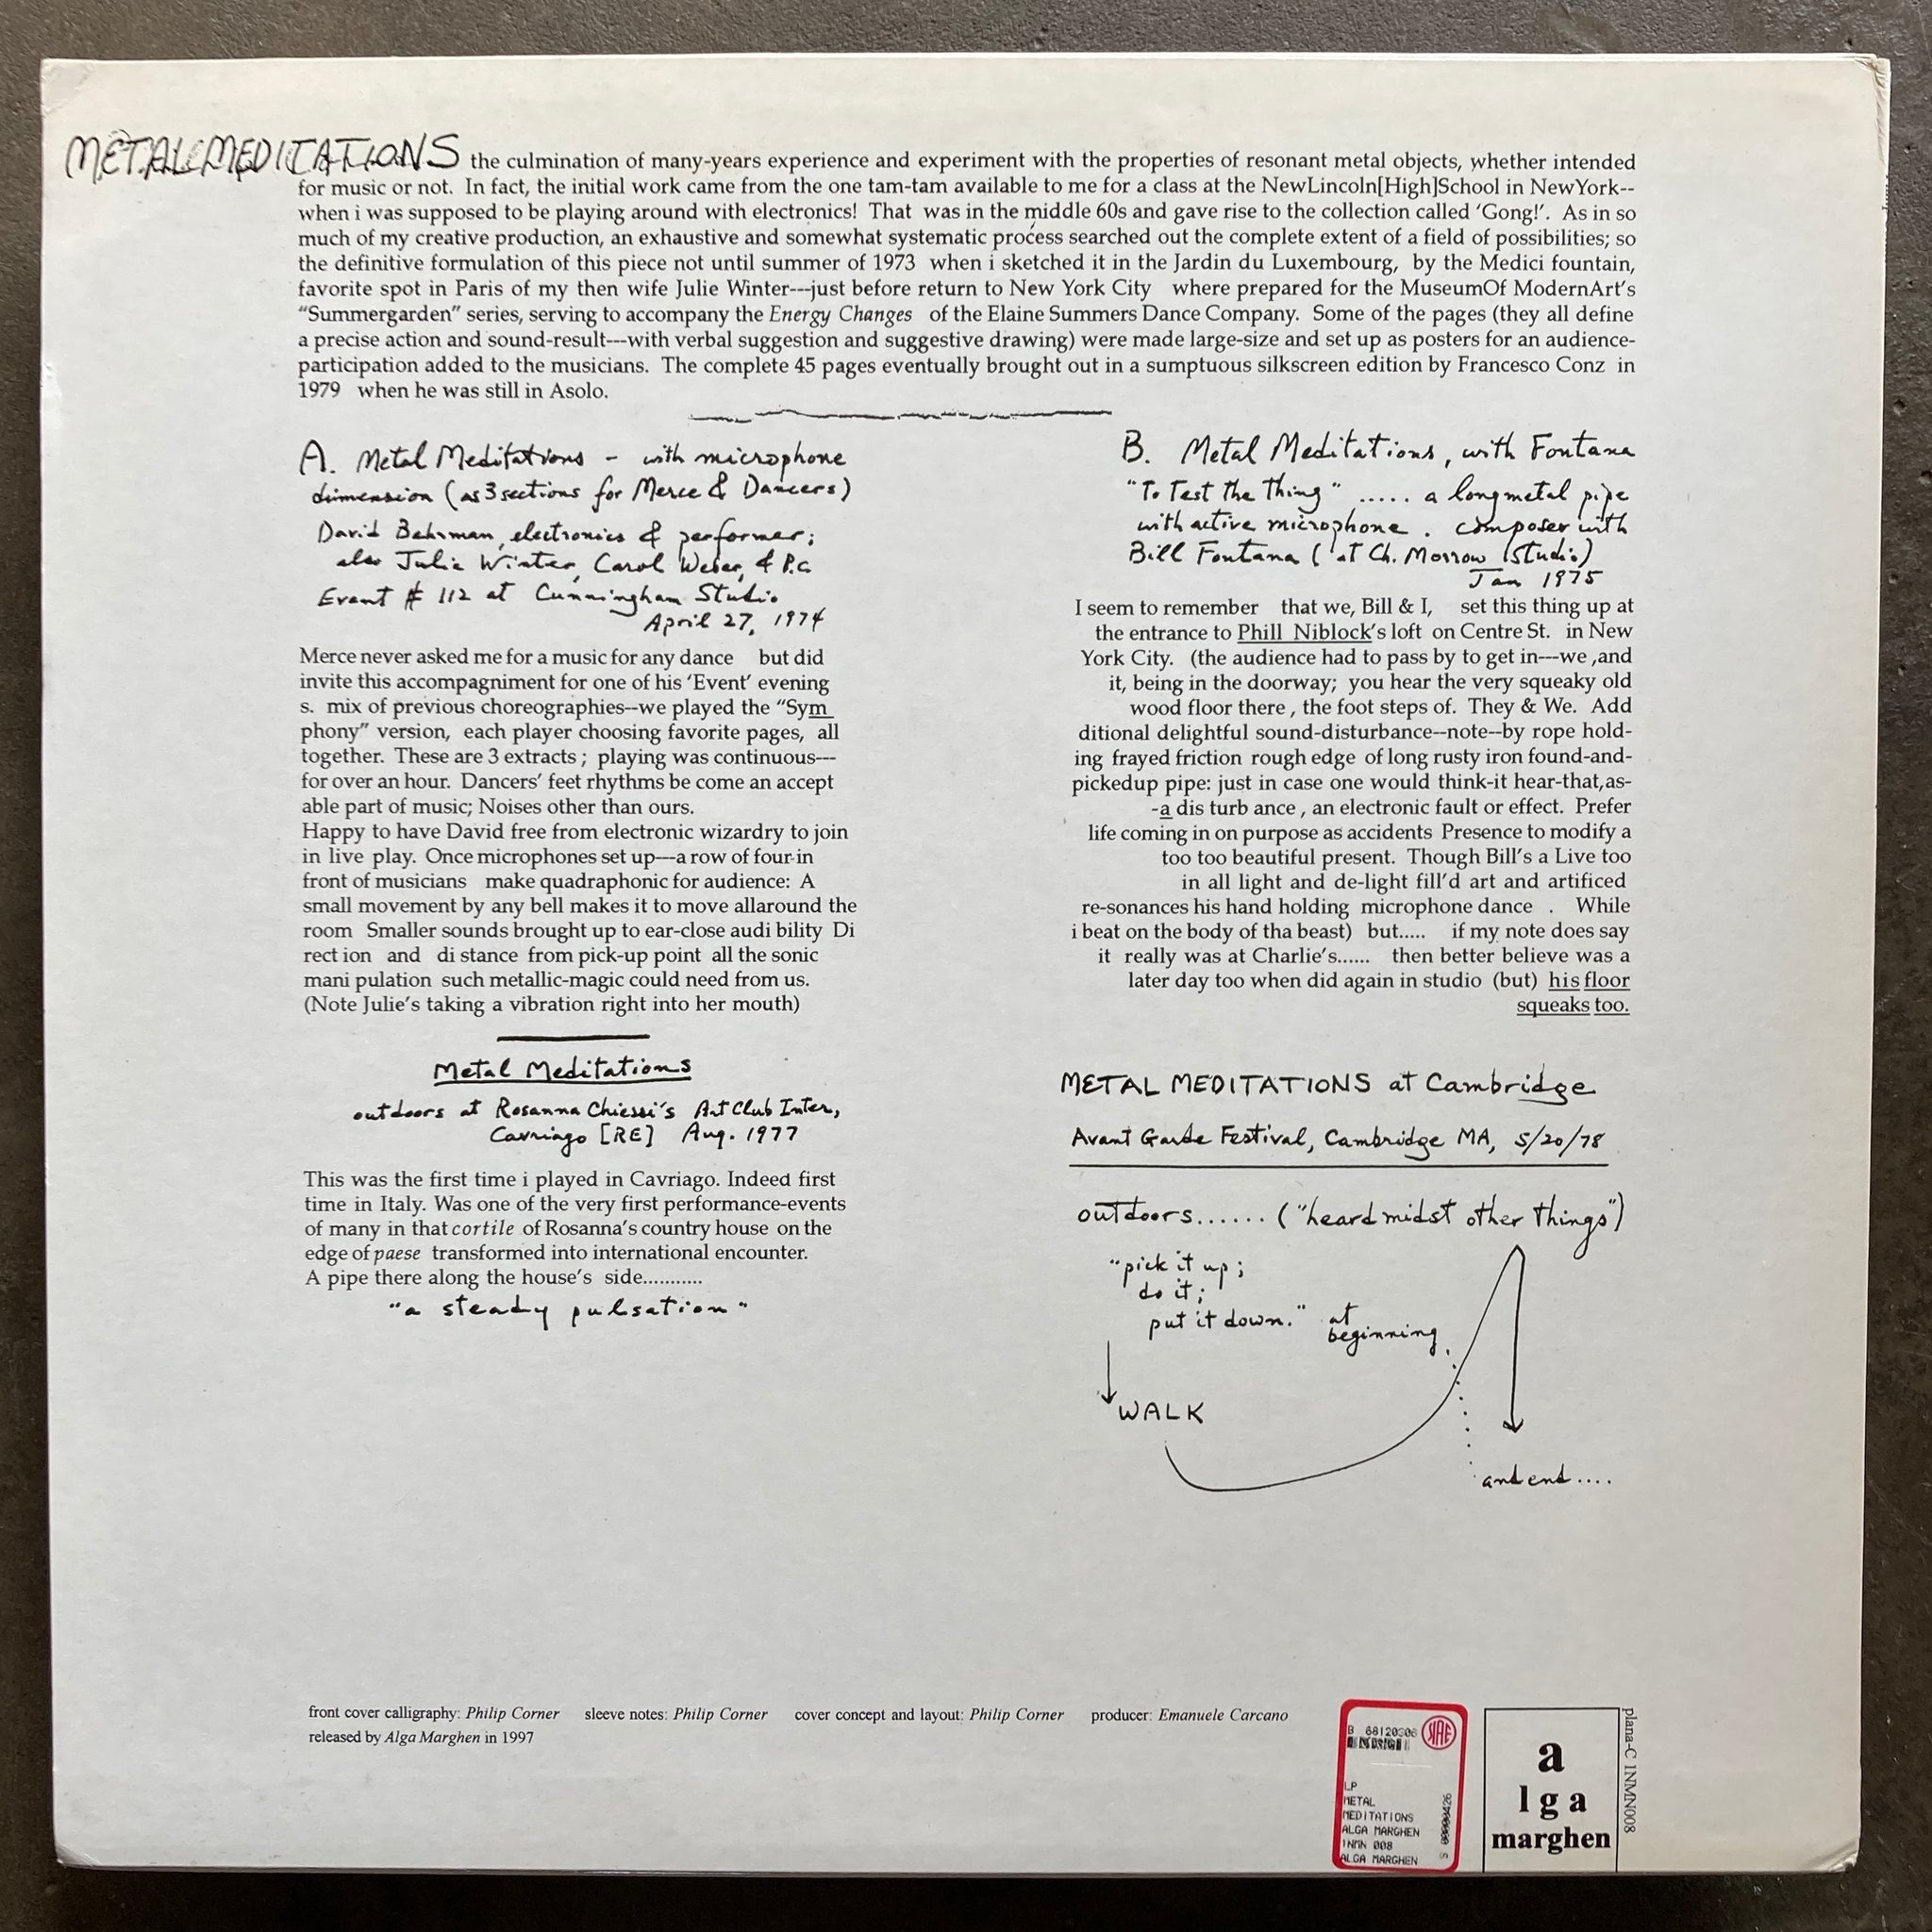 METAL MEDITATIONS the culmination of many-years experience and experiment with the properties of resonant metal objects, whether intended
for music or not. In fact, the initial work came from the one tam-tam available to me for a class at the NewLincoln[High]School in NewYork--
when i was supposed to be playing around with electronics! That was in the middle 60s and gave rise to the collection called 'Gong!'. As in so
much of my creative production, an exhaustive and somewhat systematic process searched out the complete extent of a field of possibilities; so
the definitive formulation of this piece not until summer of 1973 when i sketched it in the Jardin du Luxembourg, by the Medici fountain,
favorite spot in Paris of my then wife Julie Winter---just before return to New York City where prepared for the MuseumOf ModernArt's
"Summergarden" series, serving to accompany the Energy Changes of the Elaine Summers Dance Company. Some of the pages (they all define
a precise action and sound-result---with verbal suggestion and suggestive drawing) were made large-size and set up as posters for an audience-
participation added to the musicians. The complete 45 pages eventually brought out in a sumptuous silkscreen edition by Francesco Conz in
1979 when he was still in Asolo.
A. Metal Meditations - with microphone
dimension (as 3 sections for Merce & Dancers)
David Behrman, electronics & performer;
also Julie Winter, Carol Weber, & P.C.
Event # 112 at Cunningham Studio
April 27, 1974
Merce never asked me for a music for any dance but did
invite this accompagniment for one of his 'Event' evening
s. mix of previous choreographies--we played the "Sym
phony" version, each player choosing favorite pages, all
together. These are 3 extracts; playing was continuous---
for over an hour. Dancers' feet rhythms be come an accept
able part of music; Noises other than ours.
Happy to have David free from electronic wizardry to join
in live play. Once microphones set up---a row of four in
front of musicians make quadraphonic for audience: A
small movement by any bell makes it to move allaround the
room Smaller sounds brought up to ear-close audi bility Di
rect ion and di stance from pick-up point all the sonic
mani pulation such metallic-magic could need from us.
(Note Julie's taking a vibration right into her mouth)
Metal Meditations
outdoors at Rosanna Chiessi's Art Club Inter,
Cavriago [RE] Aug. 1977
This was the first time i played in Cavriago. Indeed first
time in Italy. Was one of the very first performance-events
of many in that cortile of Rosanna's country house on the
edge of paese transformed into international encounter.
A pipe there along the house's side...........
"a steady pulsation"
B. Metal Meditations, with Fontana
"To Test the Thing" ..... a long metal pipe
with active microphone. composer with
Bill Fontana ( at Ch. Morrow Studio)
Jan 1975
I seem to remember that we, Bill & I, set this thing up at
the entrance to Phill Niblock's loft on Centre St. in New
York City. (the audience had to pass by to get in---we ,and
it, being in the doorway; you hear the very squeaky old
wood floor there , the foot steps of. They & We. Add
ditional delightful sound-disturbance--note--by rope hold-
ing frayed friction rough edge of long rusty iron found-and-
pickedup pipe: just in case one would think-it hear-that,as-
-a dis turb ance , an electronic fault or effect. Prefer
life coming in on purpose as accidents Presence to modify a
too too beautiful present. Though Bill's a Live too
in all light and de-light fill'd art and artificed
re-sonances his hand holding microphone dance . While
i beat on the body of tha beast) but..... if my note does say
it really was at Charlie's...... then better believe was a
later day too when did again in studio (but) his floor
squeaks too.
METAL MEDITATIONS at Cambridge
Avant Garde Festival, Cambridge MA, 5/20/78
outdoors...... ("heard midst other things")
"pick it up;
do it;
put it down." at
beginning
WALK
and end....
front cover calligraphy: Philip Corner sleeve notes: Philip Corner cover concept and layout: Philip Corner producer: Emanuele Carcano
released by Alga Marghen in 1997
B 68120306
SIAE
LP
METAL
MEDITATIONS
ALGA MARGHEN
1NMN 008
ALGA MARGHEN
S 00000426
a
lga
marghen
plana-C 1NMN008